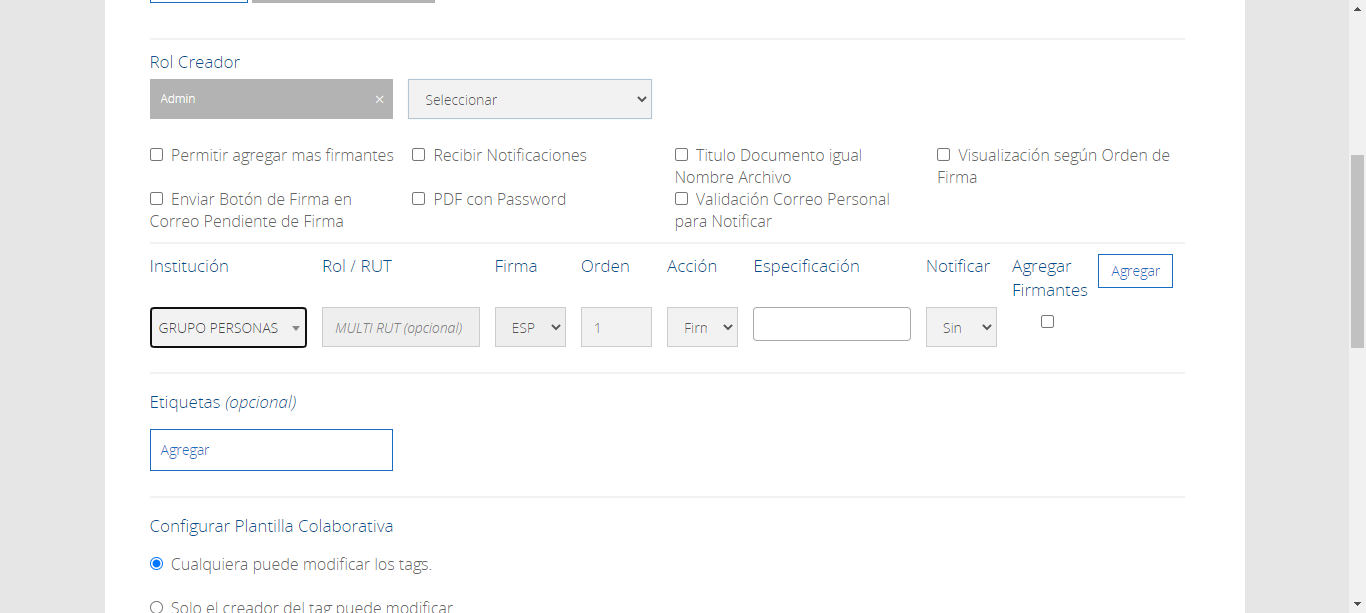 Rol Creador
Admin × Seleccionar
Permitir agregar mas firmantes
Recibir Notificaciones
Titulo Documento igual
Nombre Archivo
Visualización según Orden de
Firma
Enviar Botón de Firma en
Correo Pendiente de Firma
PDF con Password
Validación Correo Personal
para Notificar
Institución Rol / RUT Firma Orden Acción Especificación Notificar
Agregar
Firmantes
Agregar
GRUPO PERSONAS MULTI RUT (opcional) ESP 1 Firn Sin
Etiquetas (opcional)
Agregar
Configurar Plantilla Colaborativa
Cualquiera puede modificar los tags.
Solo el creador del tag puede modificar